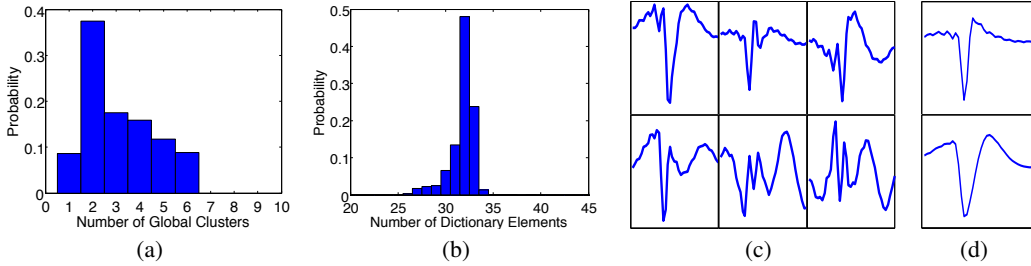 0.4
0.3
0.2
0.1
0
Probability
0 1 2 3 4 5 6 7 8 9 10
Number of Global Clusters
(a)
0.5
0.4
0.3
0.2
0.1
0
Probability
20 25 30 35 40 45
Number of Dictionary Elements
(b)
(c)
(d)